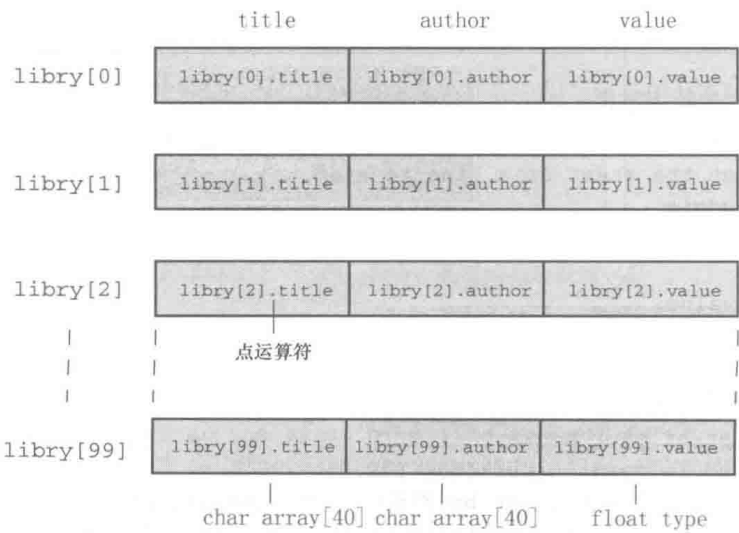 title author value
libry[0] libry[0].title libry[0].author libry[0].value
libry[1] libry[1].title libry[1].author libry[1].value
libry[2] libry[2].title libry[2].author libry[2].value
点运算符
libry[99] libry[99].title libry[99].author libry[99].value
char array[40] char array[40] float type